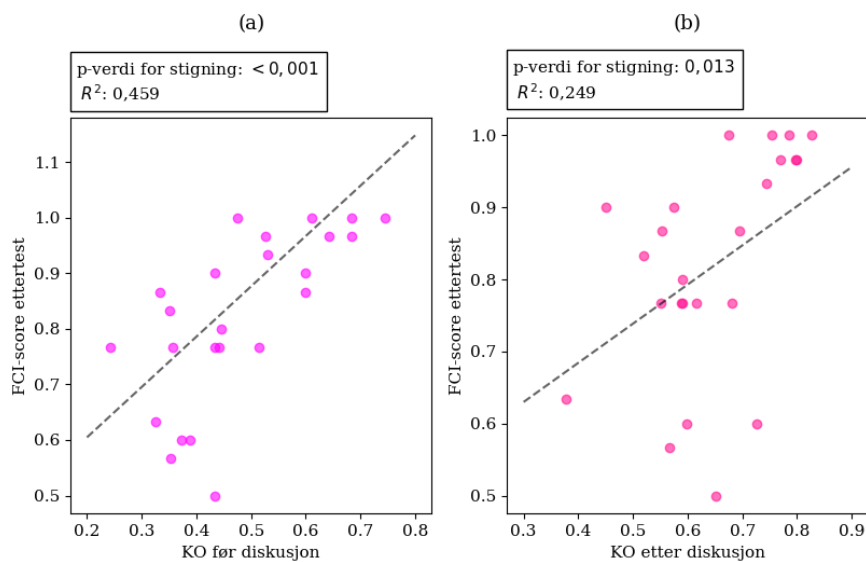 (a)
p-verdi for stigning: < 0,001
R²: 0,459
FCI-score ettertest
1.1
1.0
0.9
0.8
0.7
0.6
0.5
0.2 0.3 0.4 0.5 0.6 0.7 0.8
KO før diskusjon
(b)
p-verdi for stigning: 0,013
R²: 0,249
FCI-score ettertest
1.0
0.9
0.8
0.7
0.6
0.5
0.3 0.4 0.5 0.6 0.7 0.8 0.9
KO etter diskusjon